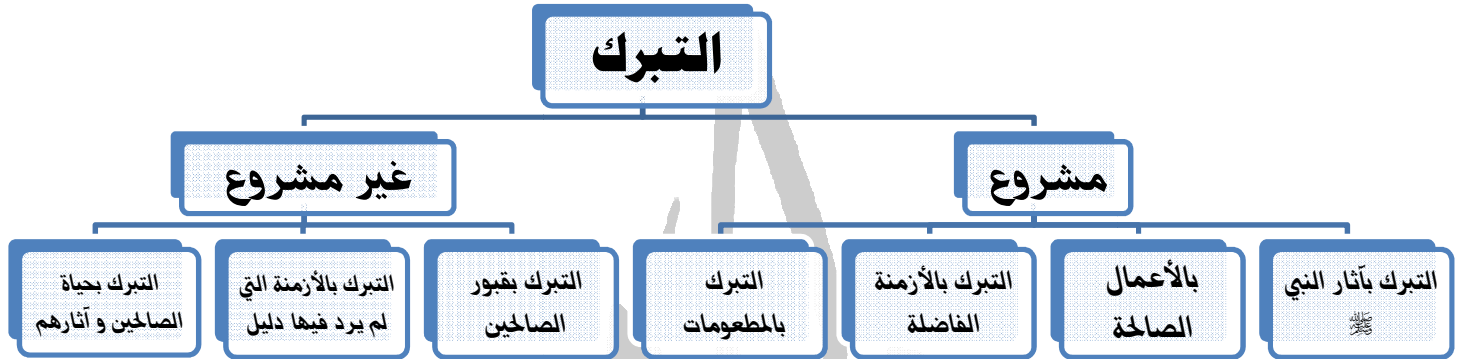 التبرك
مشروع
غير مشروع
التبرك بآثار النبي
ﷺ
بالأعمال
الصالحة
التبرك بالأزمنة
الفاضلة
التبرك
بالمطعومات
التبرك بقبور
الصالحين
التبرك بالأزمنة التي
لم يرد فيها دليل
التبرك بحياة
الصالحين و آثارهم